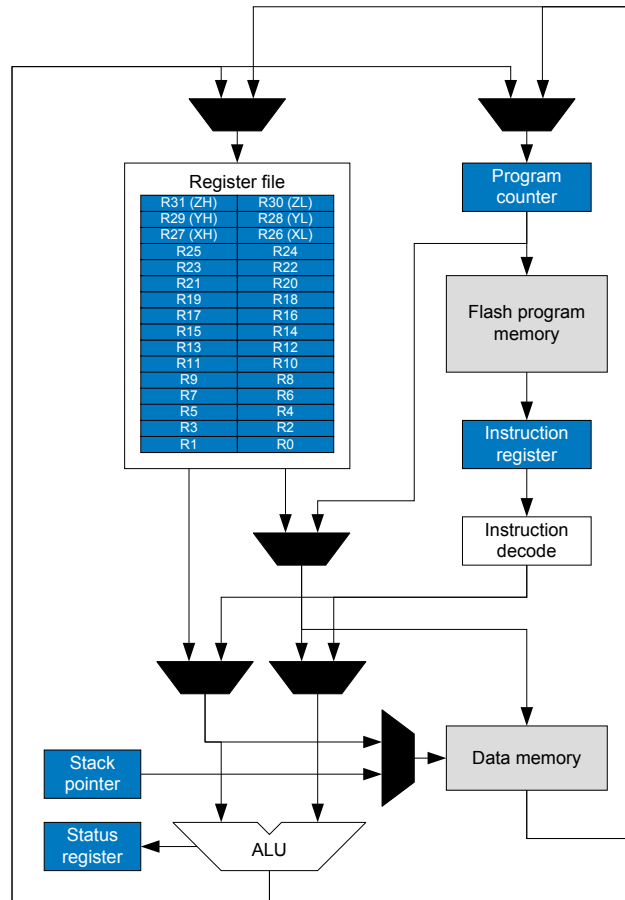 Register file
R31 (ZH) R30 (ZL)
R29 (YH) R28 (YL)
R27 (XH) R26 (XL)
R25 R24
R23 R22
R21 R20
R19 R18
R17 R16
R15 R14
R13 R12
R11 R10
R9 R8
R7 R6
R5 R4
R3 R2
R1 R0
Program
counter
Flash program
memory
Instruction
register
Instruction
decode
Stack
pointer
Data memory
Status
register
ALU